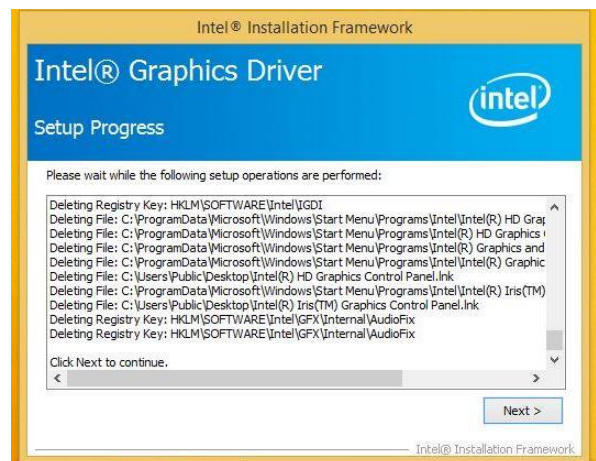 Intel® Installation Framework
Intel® Graphics Driver
intel
Setup Progress
Please wait while the following setup operations are performed:
Deleting Registry Key: HKLM\SOFTWARE\Intel\IGDI
Deleting File: C:\ProgramData\Microsoft\Windows\Start Menu\Programs\Intel\Intel(R) HD Grap
Deleting File: C:\ProgramData\Microsoft\Windows\Start Menu\Programs\Intel(R) HD Graphics
Deleting File: C:\ProgramData\Microsoft\Windows\Start Menu\Programs\Intel\Intel(R) Graphics and
Deleting File: C:\ProgramData\Microsoft\Windows\Start Menu\Programs\Intel\Intel(R) Graphic
Deleting File: C:\Users\Public\Desktop\Intel(R) HD Graphics Control Panel.lnk
Deleting File: C:\ProgramData\Microsoft\Windows\Start Menu\Programs\Intel\Intel(R) Iris(TM)
Deleting File: C:\Users\Public\Desktop\Intel(R) Iris(TM) Graphics Control Panel.lnk
Deleting Registry Key: HKLM\SOFTWARE\Intel\GFX\Internal\AudioFix
Deleting Registry Key: HKLM\SOFTWARE\Intel\GFX\Internal\AudioFix
Click Next to continue.
Next >
Intel® Installation Framework